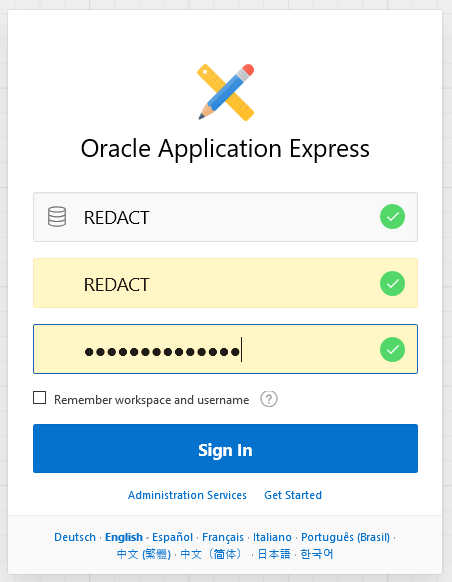 Oracle Application Express
REDACT
REDACT
●●●●●●●●●●●●●●
Remember workspace and username ?
Sign In
Administration Services Get Started
Deutsch · English · Español · Français · Italiano · Português (Brasil) ·
中文 (繁體) · 中文（简体） · 日本語 · 한국어